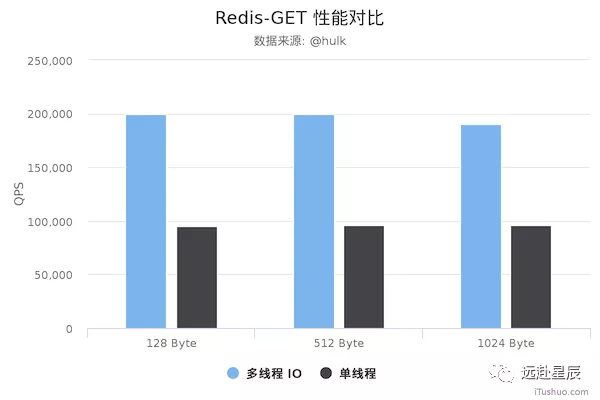 Redis-GET 性能对比
数据来源: @hulk
250,000
200,000
150,000
100,000
50,000
0
QPS
128 Byte
512 Byte
1024 Byte
多线程 IO
单线程
远赴星辰
iTushuo.com